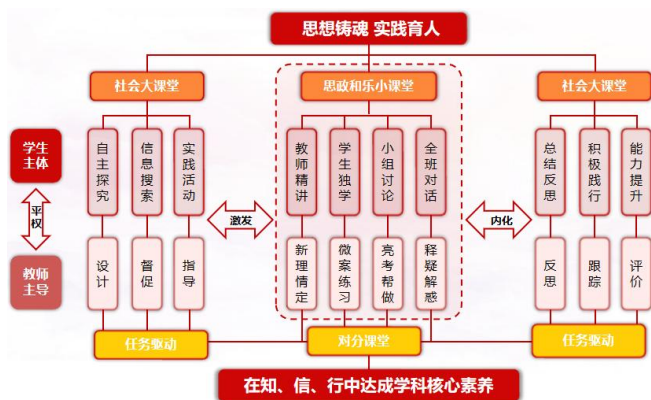 思想铸魂 实践育人
社会大课堂
思政和乐小课堂
社会大课堂
学生
主体
自主探究
信息搜索
实践活动
教师精讲
学生独学
小组讨论
全班对话
总结反思
积极践行
能力提升
平权
激发
内化
教师
主导
设计
督促
指导
新理情定
微案练习
亮考帮做
释疑解惑
反思
跟踪
评价
任务驱动
对分课堂
任务驱动
在知、信、行中达成学科核心素养